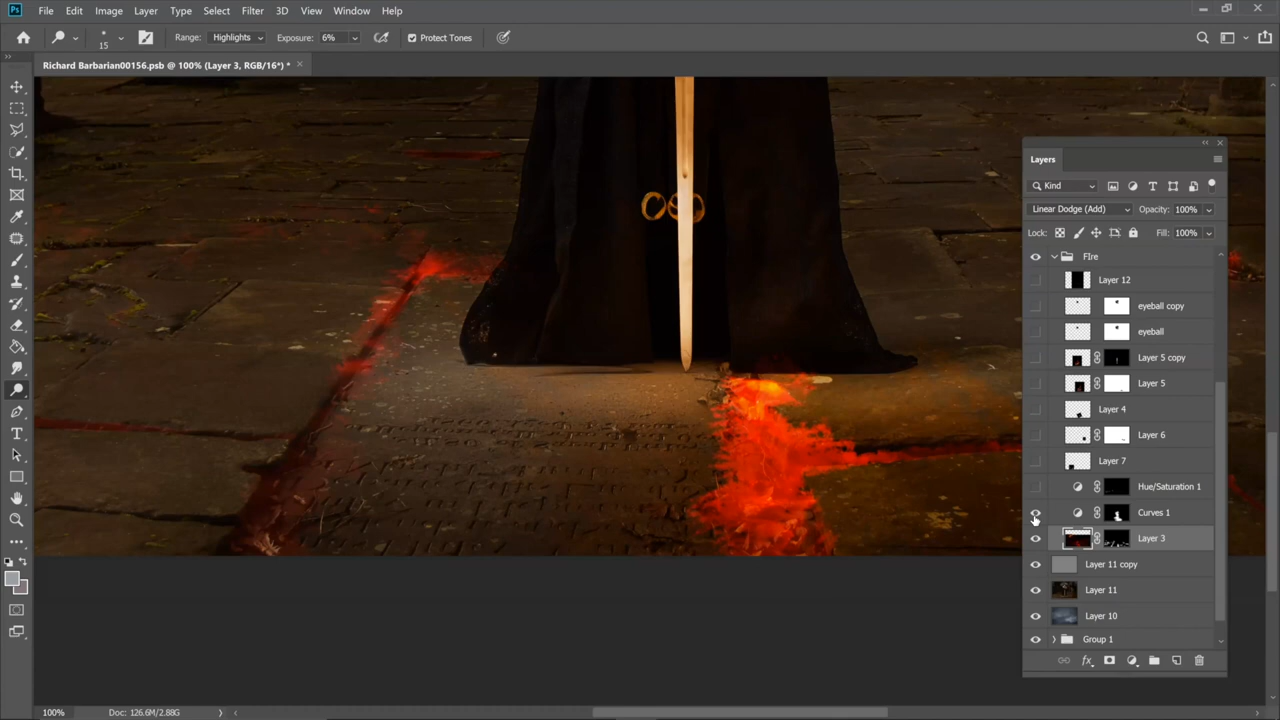 Ps File Edit Image Layer Type Select Filter 3D View Window Help
15 Range: Highlights Exposure: 6% Protect Tones
Richard Barbarian00156.psb @ 100% (Layer 3, RGB/16*) *
Layers
Kind
Linear Dodge (Add) Opacity: 100%
Lock: Fill: 100%
FIre
Layer 12
eyeball copy
eyeball
Layer 5 copy
Layer 5
Layer 4
Layer 6
Layer 7
Hue/Saturation 1
Curves 1
Layer 3
Layer 11 copy
Layer 11
Layer 10
Group 1
fx
100% Doc: 126.6M/2.88G